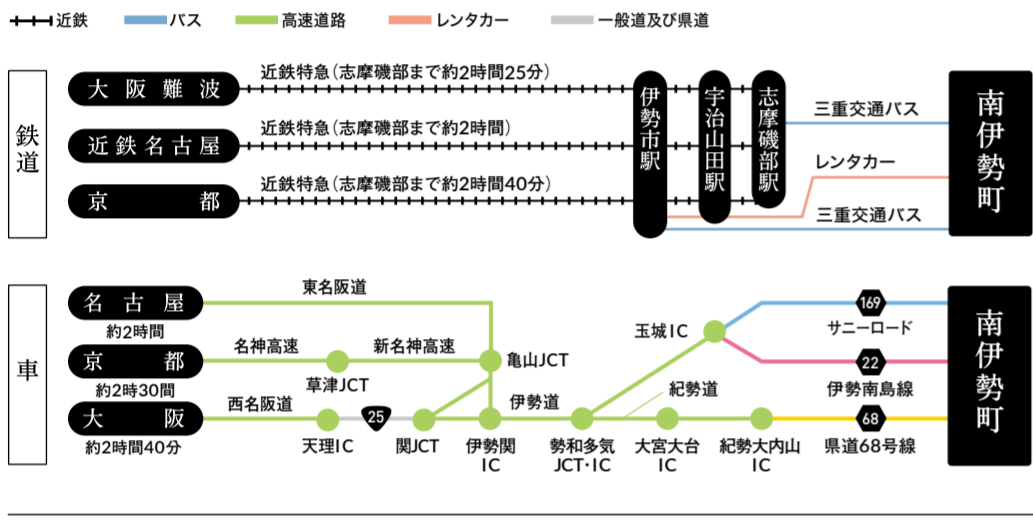 近鉄 バス 高速道路 レンタカー 一般道及び県道
鉄道
大阪難波
近鉄特急(志摩磯部まで約2時間25分)
近鉄名古屋
近鉄特急(志摩磯部まで約2時間)
京都
近鉄特急(志摩磯部まで約2時間40分)
伊勢市駅
宇治山田駅
志摩磯部駅
三重交通バス
レンタカー
三重交通バス
南伊勢町
車
名古屋
約2時間
東名阪道
京都
約2時30間
名神高速
草津JCT
新名神高速
亀山JCT
大阪
約2時間40分
西名阪道
天理IC
25
関JCT
伊勢関
IC
伊勢道
勢和多気
JCT・IC
紀勢道
大宮大台
IC
紀勢大内山
IC
玉城IC
169
サニーロード
22
伊勢南島線
68
県道68号線
南伊勢町